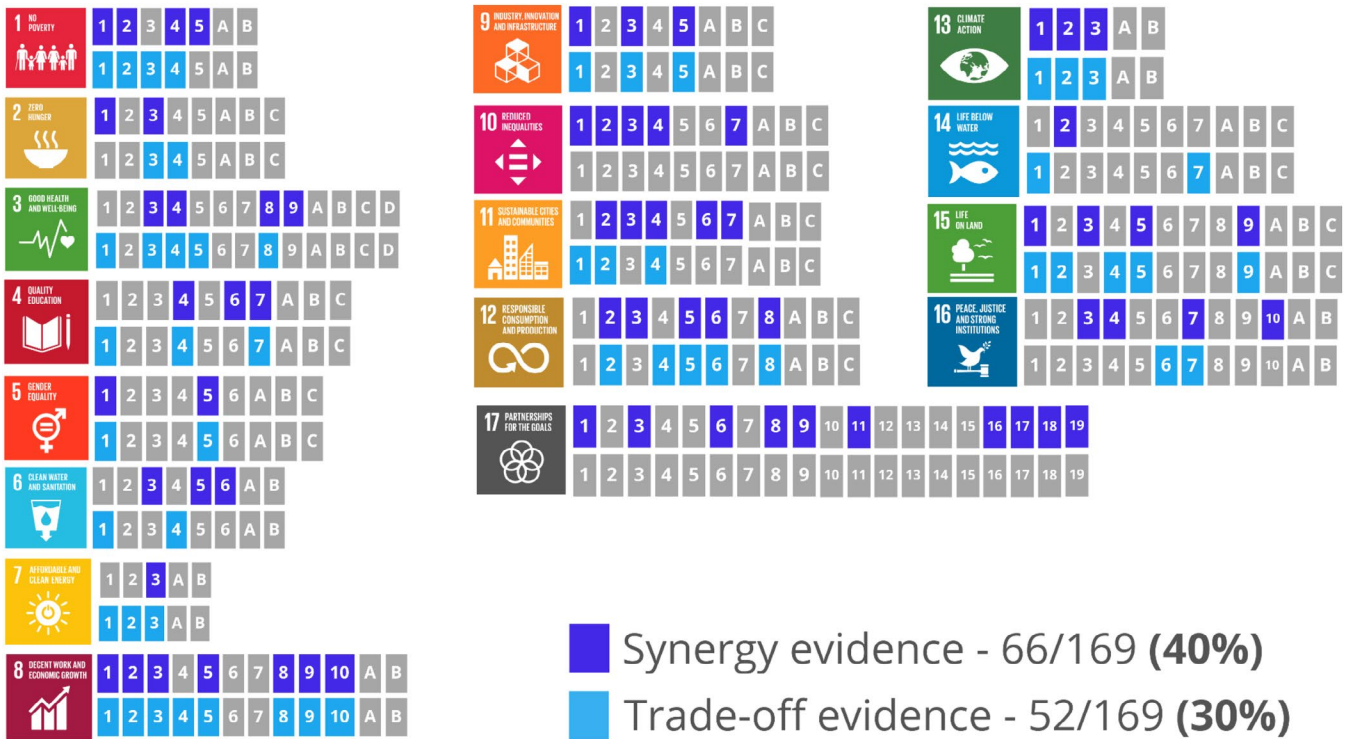 1 NO
POVERTY
1 2 3 4 5 A B
1 2 3 4 5 A B
2 ZERO
HUNGER
1 2 3 4 5 A B C
1 2 3 4 5 A B C
3 GOOD HEALTH
AND WELL-BEING
1 2 3 4 5 6 7 8 9 A B C D
1 2 3 4 5 6 7 8 9 A B C D
4 QUALITY
EDUCATION
1 2 3 4 5 6 7 A B C
1 2 3 4 5 6 7 A B C
5 GENDER
EQUALITY
1 2 3 4 5 6 A B C
1 2 3 4 5 6 A B C
6 CLEAN WATER
AND SANITATION
1 2 3 4 5 6 A B
1 2 3 4 5 6 A B
7 AFFORDABLE AND
CLEAN ENERGY
1 2 3 A B
1 2 3 A B
8 DECENT WORK AND
ECONOMIC GROWTH
1 2 3 4 5 6 7 8 9 10 A B
1 2 3 4 5 6 7 8 9 10 A B
9 INDUSTRY, INNOVATION
AND INFRASTRUCTURE
1 2 3 4 5 A B C
1 2 3 4 5 A B C
10 REDUCED
INEQUALITIES
1 2 3 4 5 6 7 A B C
1 2 3 4 5 6 7 A B C
11 SUSTAINABLE CITIES
AND COMMUNITIES
1 2 3 4 5 6 7 A B C
1 2 3 4 5 6 7 A B C
12 RESPONSIBLE
CONSUMPTION
AND PRODUCTION
1 2 3 4 5 6 7 8 A B C
1 2 3 4 5 6 7 8 A B C
13 CLIMATE
ACTION
1 2 3 A B
1 2 3 A B
14 LIFE BELOW
WATER
1 2 3 4 5 6 7 A B C
1 2 3 4 5 6 7 A B C
15 LIFE
ON LAND
1 2 3 4 5 6 7 8 9 A B C
1 2 3 4 5 6 7 8 9 A B C
16 PEACE, JUSTICE
AND STRONG
INSTITUTIONS
1 2 3 4 5 6 7 8 9 10 A B
1 2 3 4 5 6 7 8 9 10 A B
17 PARTNERSHIPS
FOR THE GOALS
1 2 3 4 5 6 7 8 9 10 11 12 13 14 15 16 17 18 19
1 2 3 4 5 6 7 8 9 10 11 12 13 14 15 16 17 18 19
Synergy evidence - 66/169 (40%)
Trade-off evidence - 52/169 (30%)